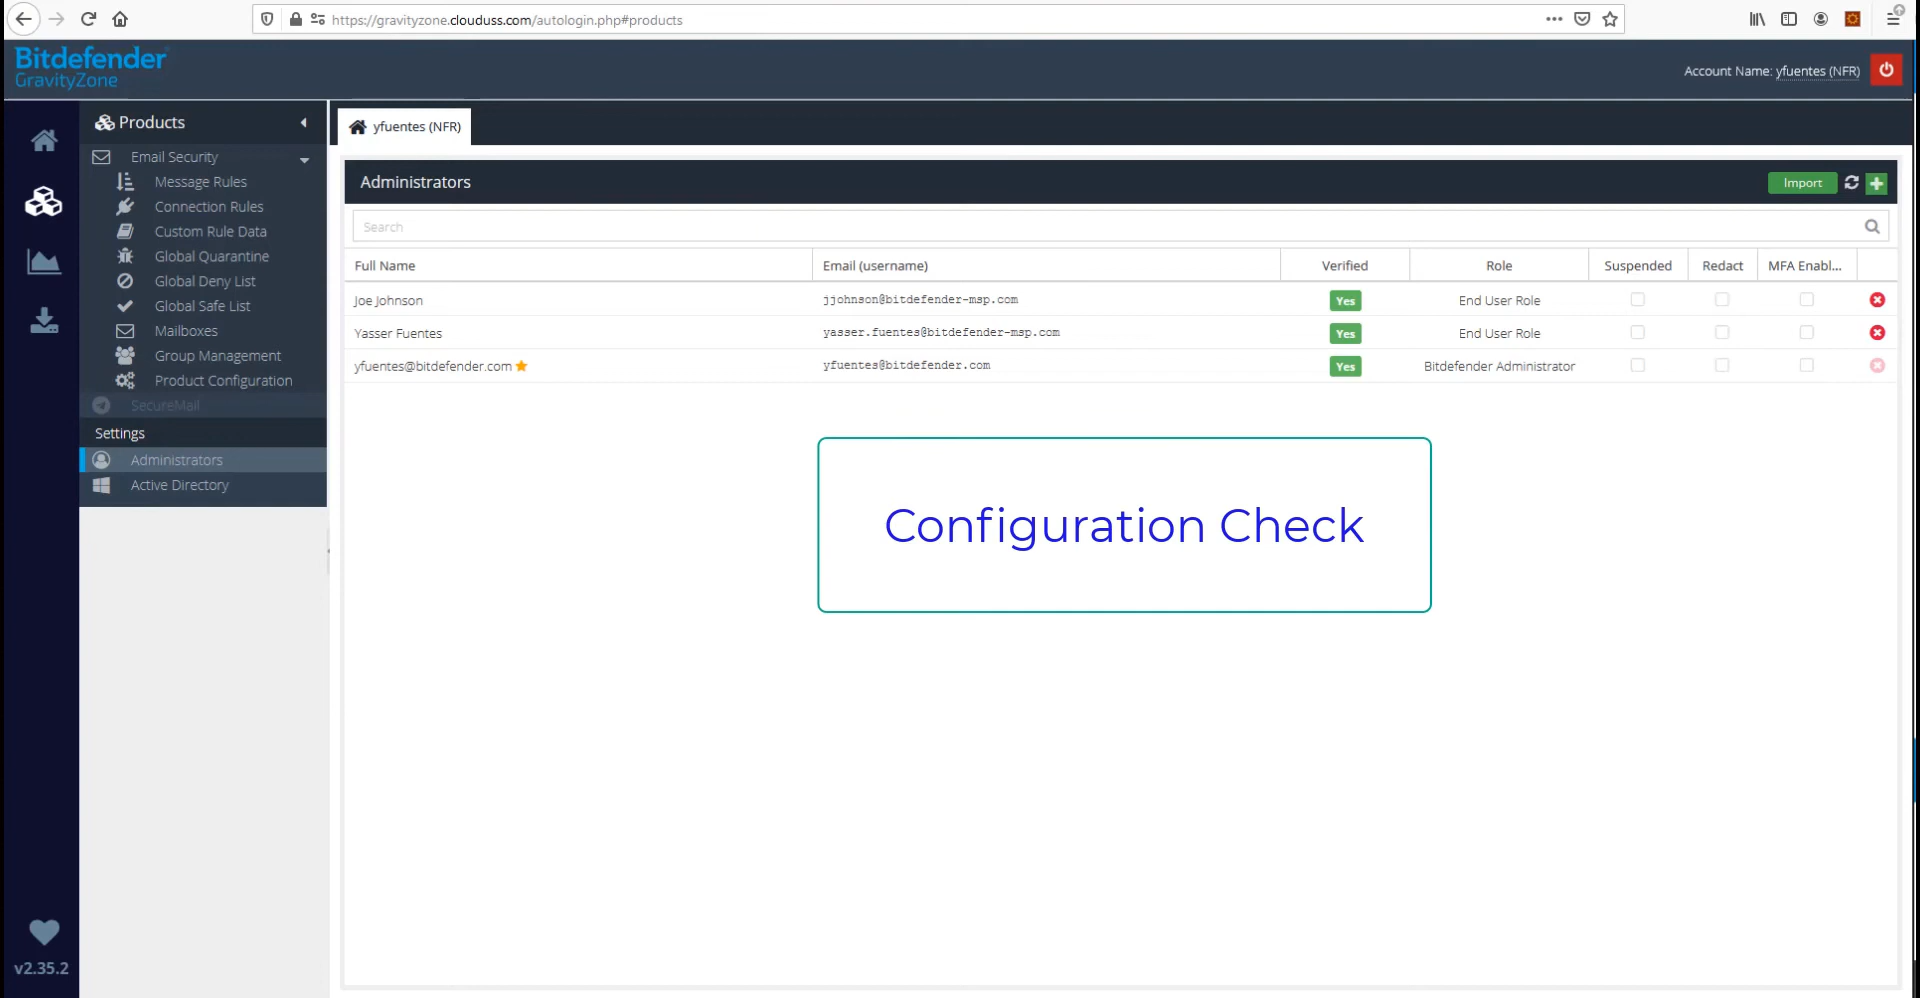 https://gravityzone.clouduss.com/autologin.php#products
Bitdefender
GravityZone
Account Name: yfuentes (NFR)
Products
Email Security
Message Rules
Connection Rules
Custom Rule Data
Global Quarantine
Global Deny List
Global Safe List
Mailboxes
Group Management
Product Configuration
SecureMail
Settings
Administrators
Active Directory
v2.35.2
yfuentes (NFR)
Administrators
Import
Search
Full Name Email (username) Verified Role Suspended Redact MFA Enabl...
Joe Johnson jjohnson@bitdefender-msp.com Yes End User Role
Yasser Fuentes yasser.fuentes@bitdefender-msp.com Yes End User Role
yfuentes@bitdefender.com yfuentes@bitdefender.com Yes Bitdefender Administrator
Configuration Check